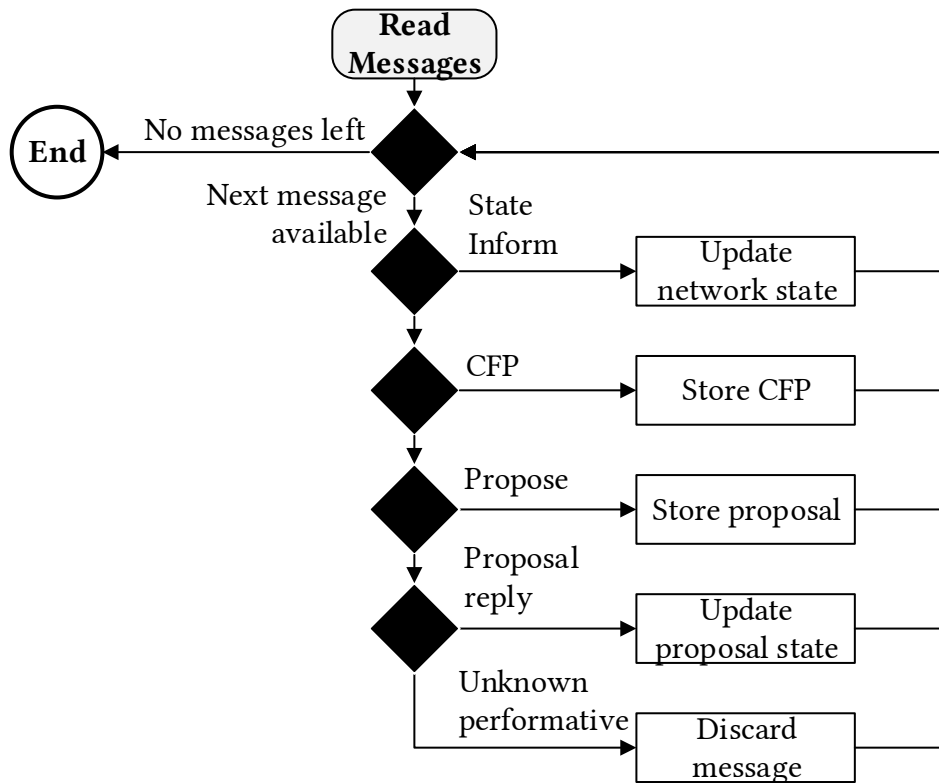 Read
Messages
No messages left
End
Next message
available
State
Inform
Update
network state
CFP
Store CFP
Propose
Store proposal
Proposal
reply
Update
proposal state
Unknown
performative
Discard
message